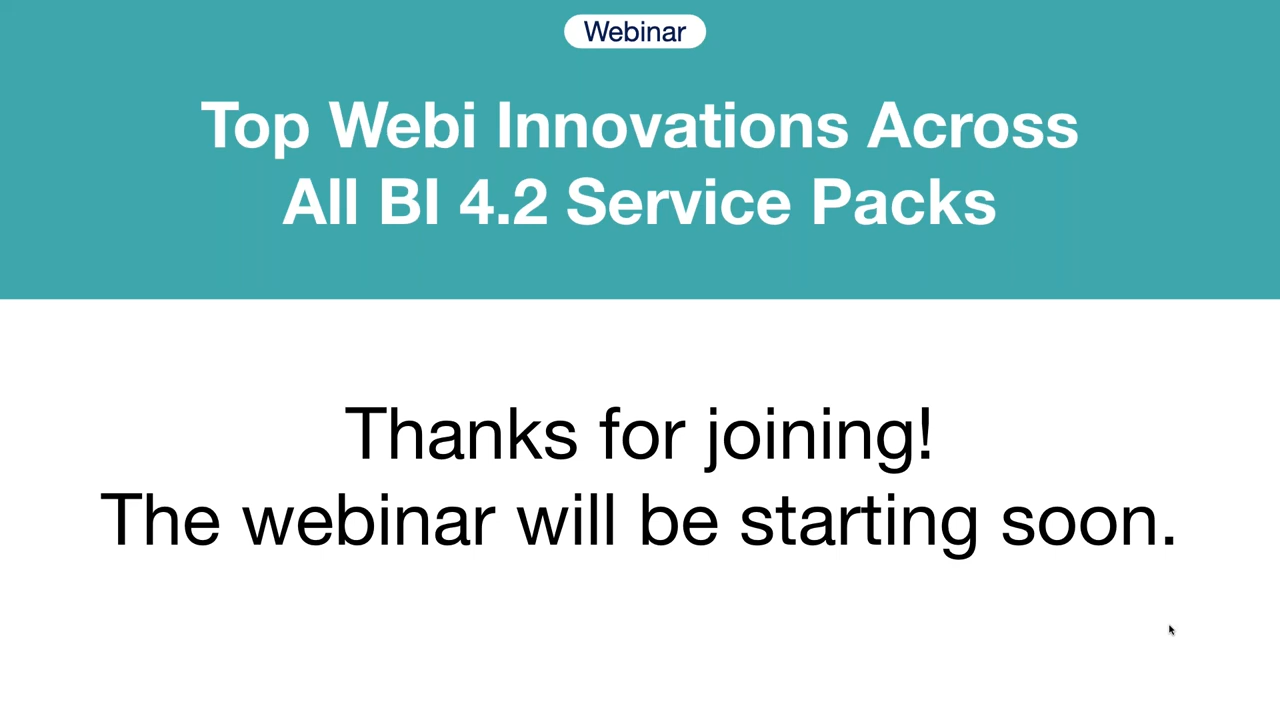 Webinar
Top Webi Innovations Across
All BI 4.2 Service Packs
Thanks for joining!
The webinar will be starting soon.